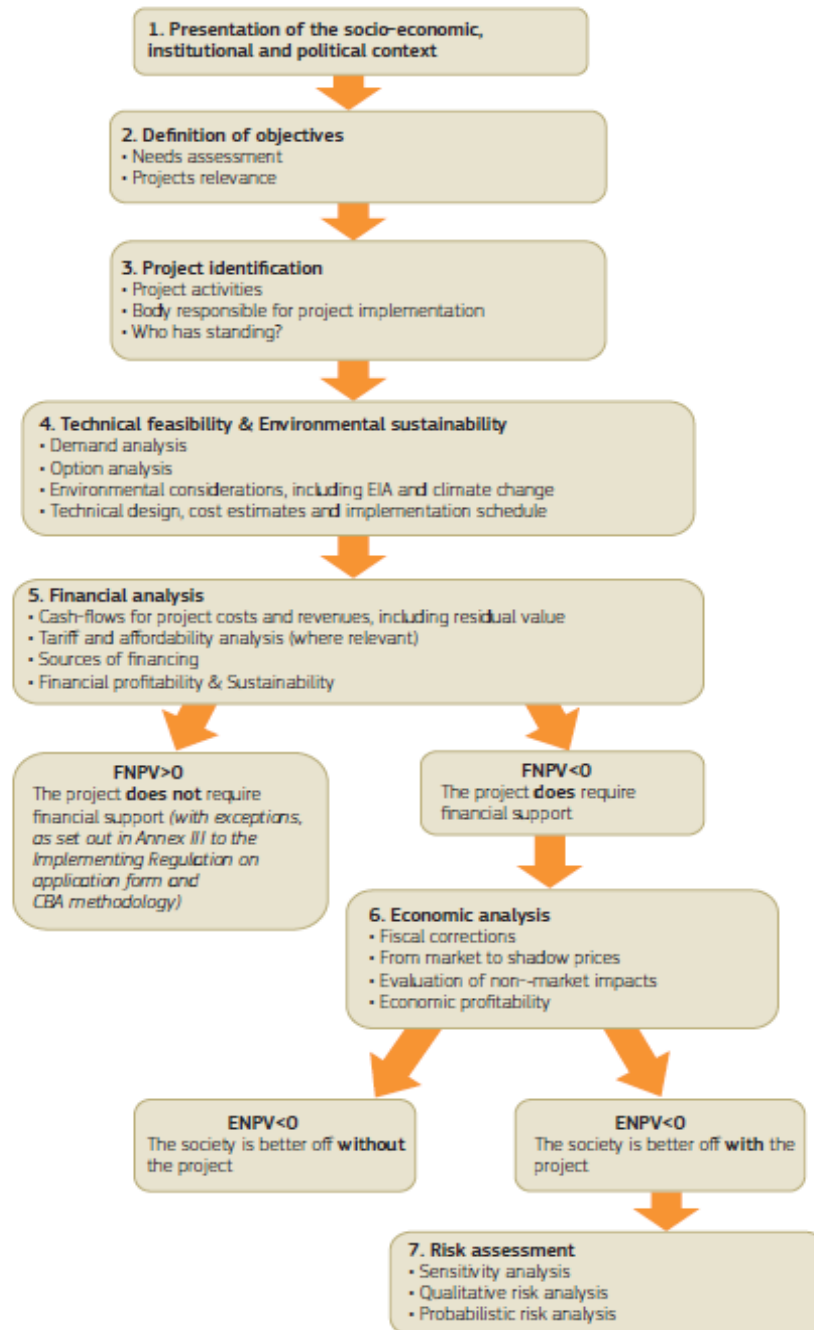 1. Presentation of the socio-economic,
institutional and political context
2. Definition of objectives
• Needs assessment
• Projects relevance
3. Project identification
• Project activities
• Body responsible for project implementation
• Who has standing?
4. Technical feasibility & Environmental sustainability
• Demand analysis
• Option analysis
• Environmental considerations, including EIA and climate change
• Technical design, cost estimates and implementation schedule
5. Financial analysis
• Cash-flows for project costs and revenues, including residual value
• Tariff and affordability analysis (where relevant)
• Sources of financing
• Financial profitability & Sustainability
FNPV>0
The project does not require
financial support (with exceptions,
as set out in Annex III to the
Implementing Regulation on
application form and
CBA methodology)
FNPV<0
The project does require
financial support
6. Economic analysis
• Fiscal corrections
• From market to shadow prices
• Evaluation of non--market impacts
• Economic profitability
ENPV<0
The society is better off without
the project
ENPV<0
The society is better off with the
project
7. Risk assessment
• Sensitivity analysis
• Qualitative risk analysis
• Probabilistic risk analysis